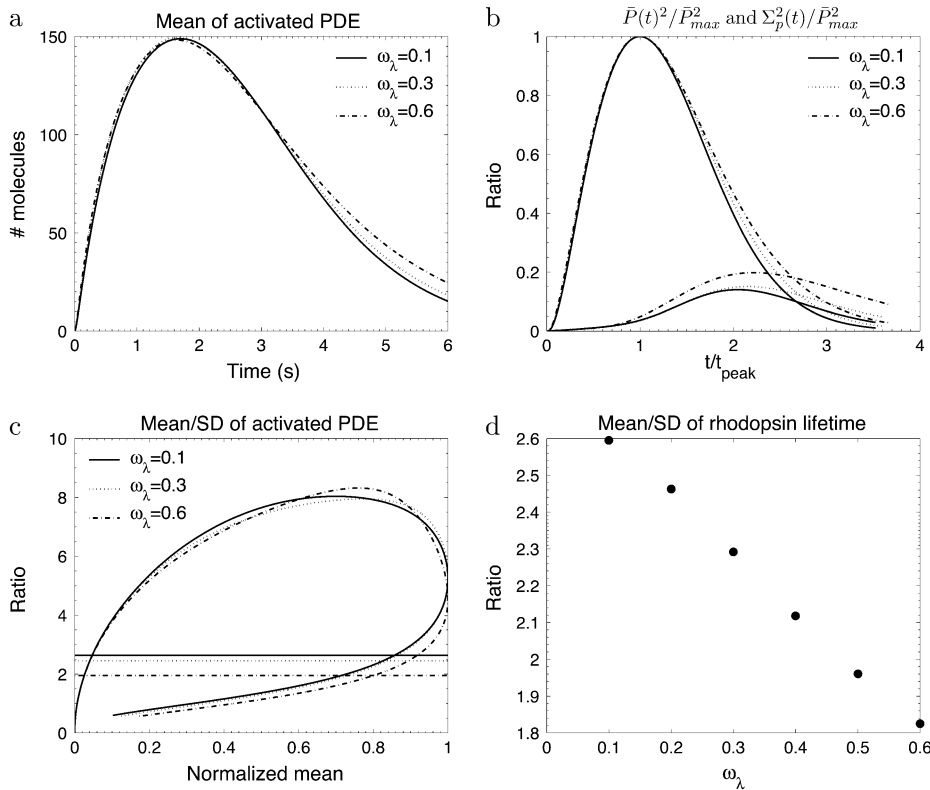 a
Mean of activated PDE
150
100
50
0
# molecules
ω_λ=0.1
ω_λ=0.3
ω_λ=0.6
0 1 2 3 4 5 6
Time (s)
b
P̄(t)²/P̄²_max and Σ²_p(t)/P̄²_max
1
0.8
0.6
0.4
0.2
0
Ratio
ω_λ=0.1
ω_λ=0.3
ω_λ=0.6
0 1 2 3 4
t/t_peak
c
Mean/SD of activated PDE
10
8
6
4
2
0
Ratio
ω_λ=0.1
ω_λ=0.3
ω_λ=0.6
0 0.2 0.4 0.6 0.8 1
Normalized mean
d
Mean/SD of rhodopsin lifetime
2.6
2.5
2.4
2.3
2.2
2.1
2
1.9
1.8
Ratio
0 0.1 0.2 0.3 0.4 0.5 0.6
ω_λ